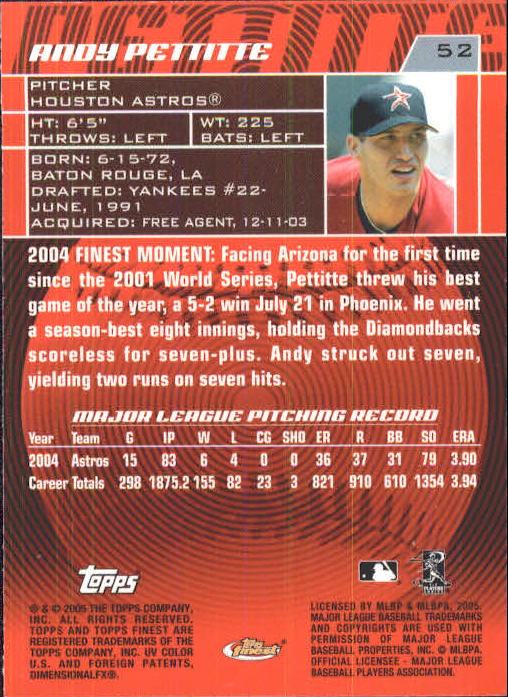 ANDY PETTITTE
52
PITCHER
HOUSTON ASTROS®
HT: 6'5"
WT: 225
THROWS: LEFT
BATS: LEFT
BORN: 6-15-72,
BATON ROUGE, LA
DRAFTED: YANKEES #22-
JUNE, 1991
ACQUIRED: FREE AGENT, 12-11-03
2004 FINEST MOMENT: Facing Arizona for the first time
since the 2001 World Series, Pettitte threw his best
game of the year, a 5-2 win July 21 in Phoenix. He went
a season-best eight innings, holding the Diamondbacks
scoreless for seven-plus. Andy struck out seven,
yielding two runs on seven hits.
MAJOR LEAGUE PITCHING RECORD
Year Team G IP W L CG SHO ER R BB SO ERA
2004 Astros 15 83 6 4 0 0 36 37 31 79 3.90
Career Totals 298 1875.2 155 82 23 3 821 910 610 1354 3.94
topps
® & © 2005 THE TOPPS COMPANY,
INC. ALL RIGHTS RESERVED.
TOPPS AND TOPPS FINEST ARE
REGISTERED TRADEMARKS OF THE
TOPPS COMPANY, INC. UV COLOR
U.S. AND FOREIGN PATENTS,
DIMENSIONALFX®.
topps
finest
LICENSED BY MLBP & MLBPA, 2005.
MAJOR LEAGUE BASEBALL TRADEMARKS
AND COPYRIGHTS ARE USED WITH
PERMISSION OF MAJOR LEAGUE
BASEBALL PROPERTIES, INC. © MLBPA.
OFFICIAL LICENSEE - MAJOR LEAGUE
BASEBALL PLAYERS ASSOCIATION.